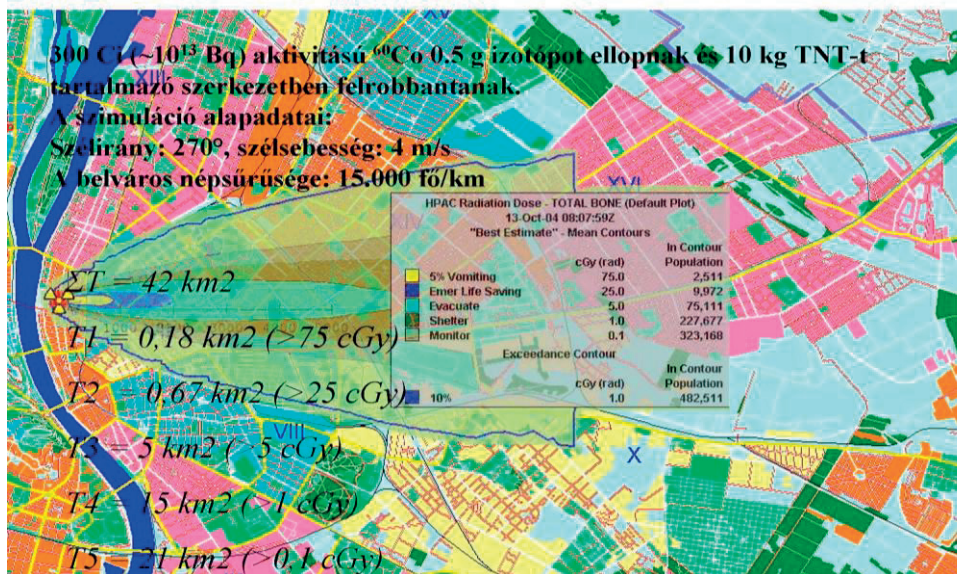 300 Ci (~10¹³ Bq) aktivitású ⁶⁰Co 0.5 g izotópot ellopnak és 10 kg TNT-t
tartalmazó szerkezetben felrobbantanak.
A szimuláció alapadatai:
Szélirány: 270°, szélsebesség: 4 m/s
A belváros népsűrűsége: 15.000 fő/km
XV
XIII
XVI
XIV
HPAC Radiation Dose - TOTAL BONE (Default Plot)
13-Oct-04 08:07:59Z
"Best Estimate" - Mean Contours
In Contour
cGy (rad) Population
5% Vomiting 75.0 2,511
Emer Life Saving 25.0 9,972
Evacuate 5.0 75,111
Shelter 1.0 227,677
Monitor 0.1 323,168
Exceedance Contour
In Contour
cGy (rad) Population
10% 1.0 482,511
ΣT = 42 km2
T1 = 0,18 km2 (>75 cGy)
T2 = 0,67 km2 (>25 cGy)
T3 = 5 km2 (>5 cGy)
T4 = 15 km2 (>1 cGy)
T5 = 21 km2 (>0,1 cGy)
VIII
X